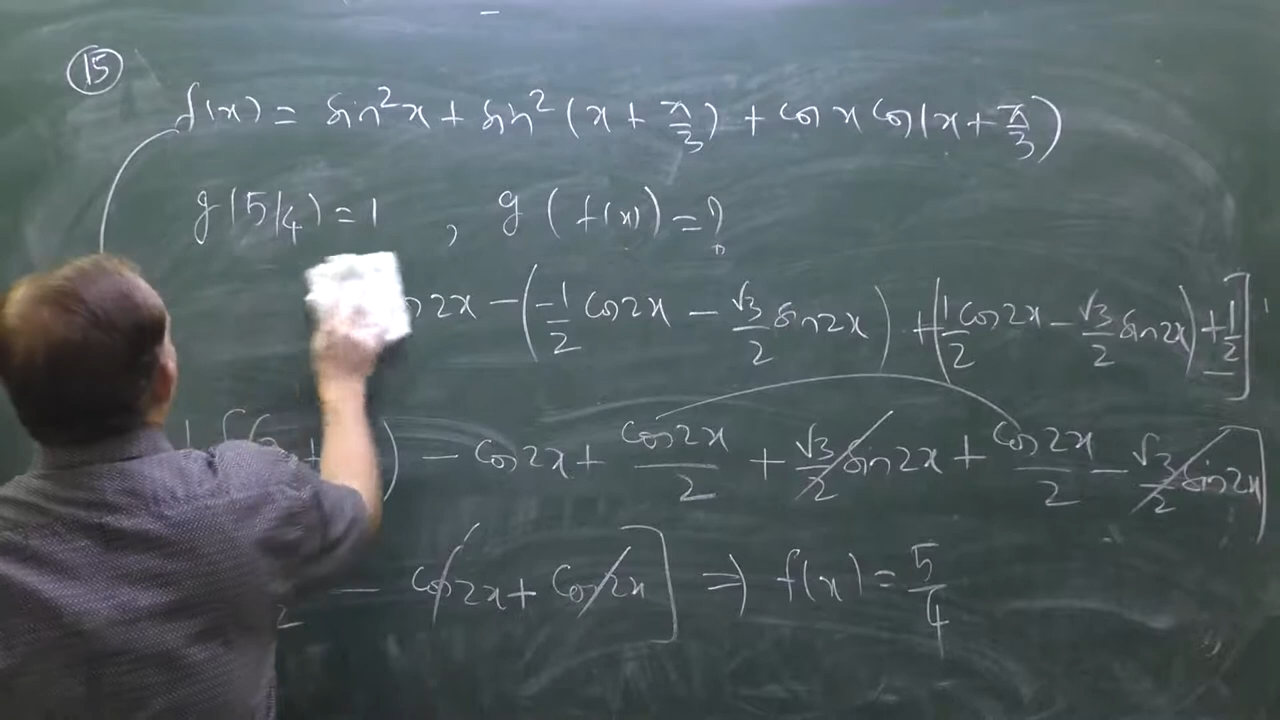 15
f(x) = sin²x + sin²(x + π/3) + cos x cos(x + π/3)
g(5/4) = 1 , g(f(x)) = ?
2x - (-1/2 cos2x - √3/2 sin2x) + (1/2 cos2x - √3/2 sin2x) + 1/2]
) - cos2x + cos2x/2 + √3/2 sin2x + cos2x/2 - √3/2 sin2x]
- cos2x + cos2x] ⇒ f(x) = 5/4